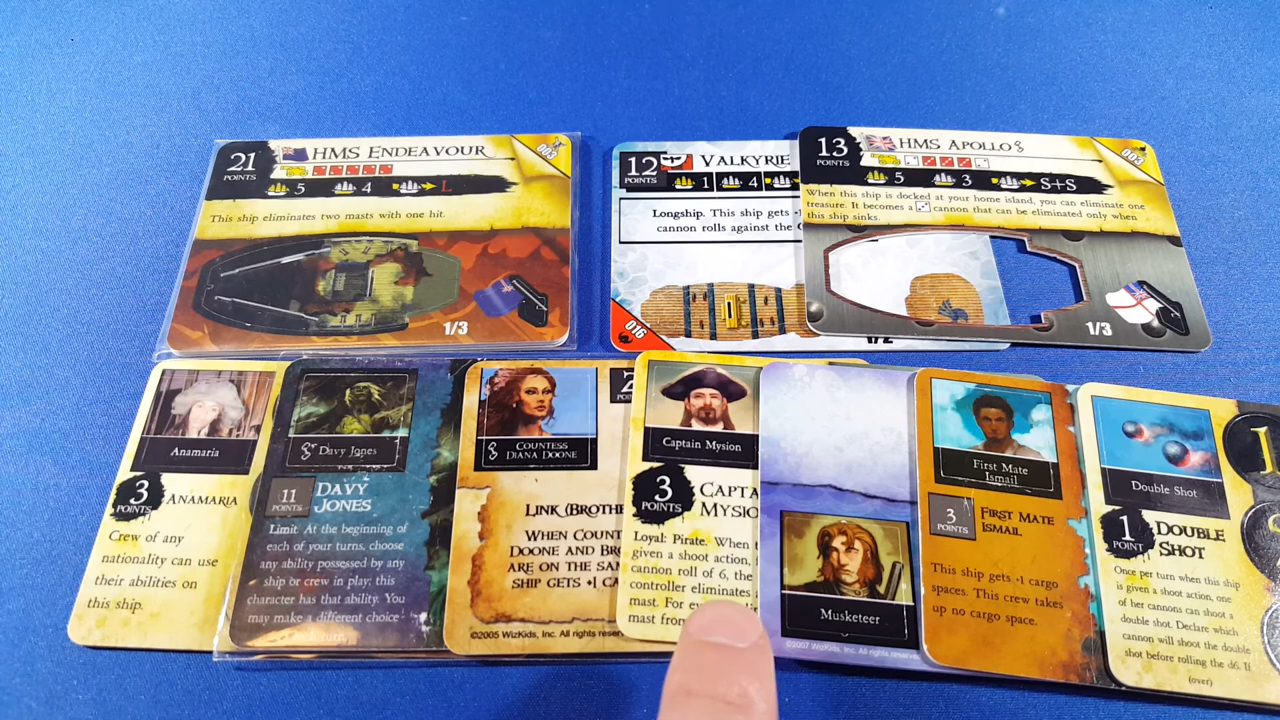 21
POINTS
HMS ENDEAVOUR
003
5
4
L
This ship eliminates two masts with one hit.
1/3
12
POINTS
VALKYRIE
1
4
Longship. This ship gets
cannon rolls against the
016
13
POINTS
HMS APOLLO
003
5
3
S+S
When this ship is docked at your home island, you can eliminate one
treasure. It becomes a cannon that can be eliminated only when
this ship sinks.
1/3
Anamaria
3
POINTS
ANAMARIA
Crew of any
nationality can use
their abilities on
this ship.
Davy Jones
11
POINTS
DAVY
JONES
Limit. At the beginning of
each of your turns, choose
any ability possessed by any
ship or crew in play; this
character has that ability. You
may make a different choice
turn.
COUNTESS
DIANA DOONE
LINK
WHEN COUNT
DOONE AND BR
ARE ON THE SA
SHIP GETS +1 CA
©2005 WizKids, Inc. All rights reser
Captain Mysion
3
POINTS
CAPTA
MYSIO
Loyal: Pirate. When
given a shoot action,
cannon roll of 6, the
controller eliminates
mast. For
mast from
Musketeer
©2007 WizKids, Inc. All rights reserve
First Mate
Ismail
3
POINTS
FIRST MATE
ISMAIL
This ship gets +1 cargo
spaces. This crew takes
up no cargo space.
Double Shot
1
POINT
DOUBLE
SHOT
Once per turn when this ship
is given a shoot action, one
of her cannons can shoot a
double shot. Declare which
cannon will shoot the double
shot before rolling the d6. If
(over)